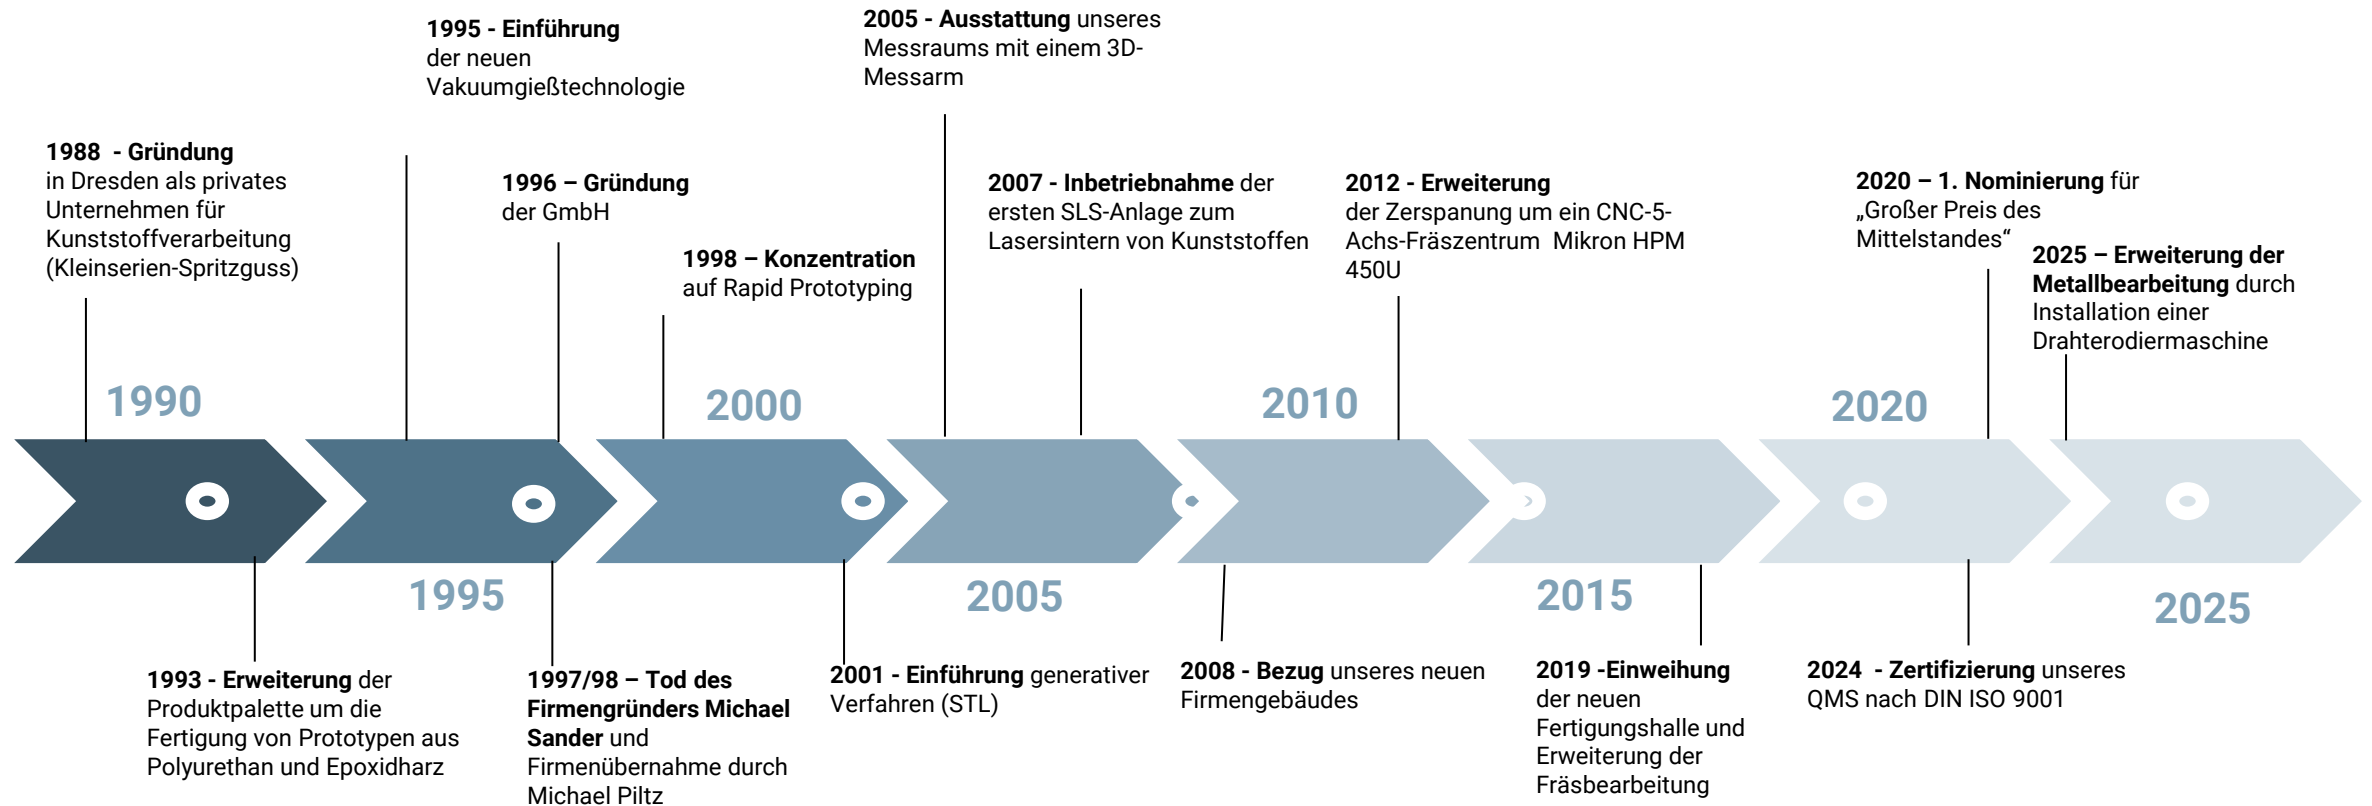 1988  - Gründung
in Dresden als privates
Unternehmen für
Kunststoffverarbeitung
(Kleinserien-Spritzguss)
1995 - Einführung
der neuen
Vakuumgießtechnologie
1996 – Gründung
der GmbH
1998 – Konzentration
auf Rapid Prototyping
2005 - Ausstattung unseres
Messraums mit einem 3D-
Messarm
2007 - Inbetriebnahme der
ersten SLS-Anlage zum
Lasersintern von Kunststoffen
2012 - Erweiterung
der Zerspanung um ein CNC-5-
Achs-Fräszentrum  Mikron HPM
450U
2020 – 1. Nominierung für
„Großer Preis des
Mittelstandes“
2025 – Erweiterung der
Metallbearbeitung durch
Installation einer
Drahterodiermaschine
1990
2000
2010
2020
1995
2005
2015
2025
1993 - Erweiterung der
Produktpalette um die
Fertigung von Prototypen aus
Polyurethan und Epoxidharz
1997/98 – Tod des
Firmengründers Michael
Sander und
Firmenübernahme durch
Michael Piltz
2001 - Einführung generativer
Verfahren (STL)
2008 - Bezug unseres neuen
Firmengebäudes
2019 -Einweihung
der neuen
Fertigungshalle und
Erweiterung der
Fräsbearbeitung
2024  - Zertifizierung unseres
QMS nach DIN ISO 9001